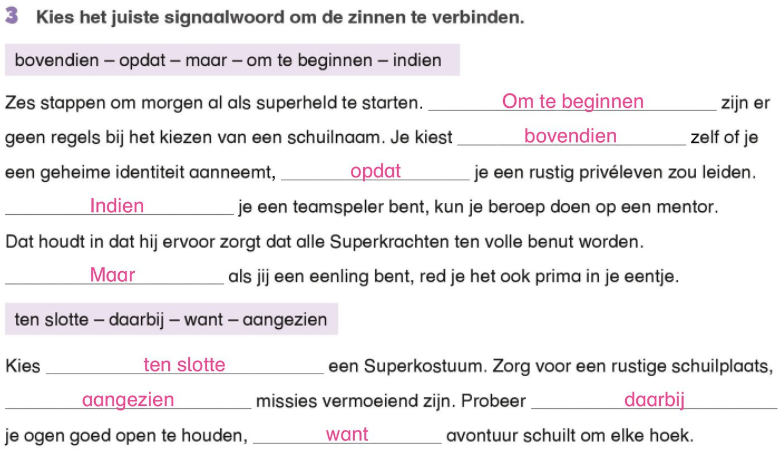 3 Kies het juiste signaalwoord om de zinnen te verbinden.
bovendien – opdat – maar – om te beginnen – indien
Zes stappen om morgen al als superheld te starten. Om te beginnen zijn er
geen regels bij het kiezen van een schuilnaam. Je kiest bovendien zelf of je
een geheime identiteit aanneemt, opdat je een rustig privéleven zou leiden.
Indien je een teamspeler bent, kun je beroep doen op een mentor.
Dat houdt in dat hij ervoor zorgt dat alle Superkrachten ten volle benut worden.
Maar als jij een eenling bent, red je het ook prima in je eentje.
ten slotte – daarbij – want – aangezien
Kies ten slotte een Superkostuum. Zorg voor een rustige schuilplaats,
aangezien missies vermoeiend zijn. Probeer daarbij
je ogen goed open te houden, want avontuur schuilt om elke hoek.